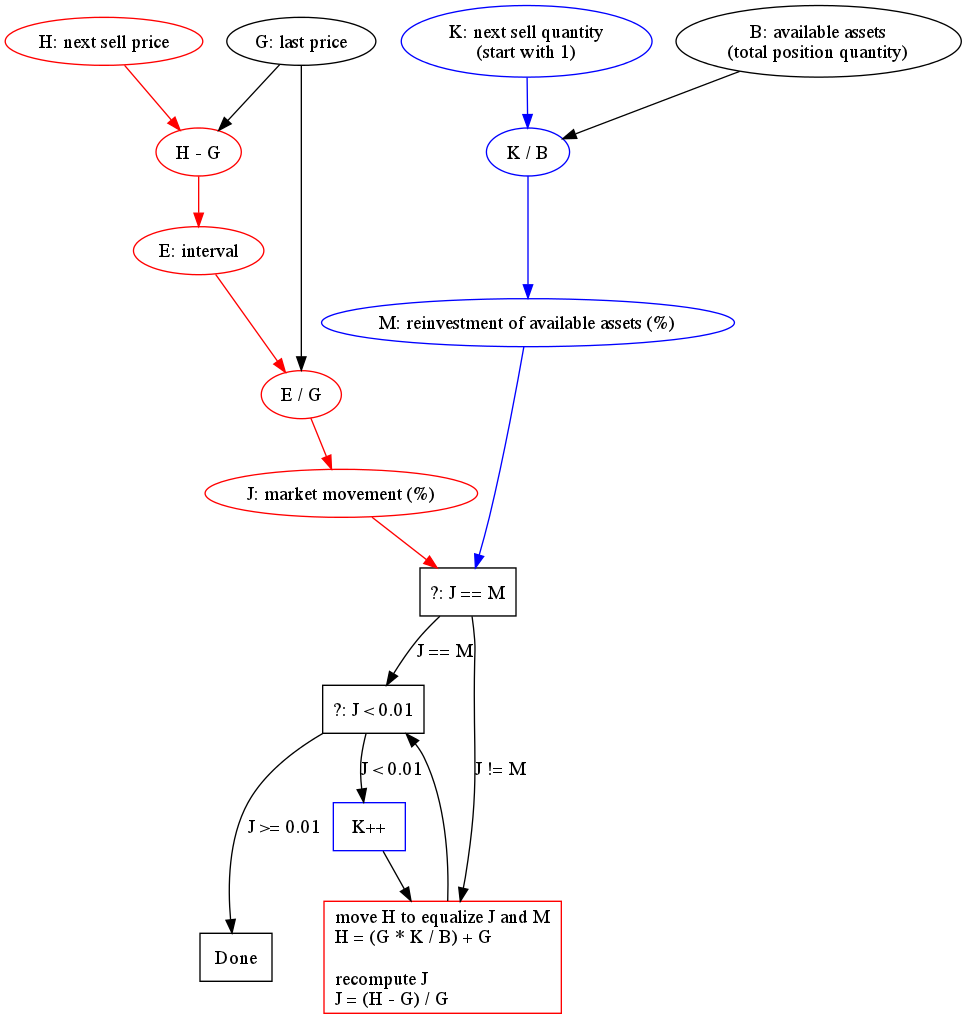 H: next sell price
G: last price
K: next sell quantity
(start with 1)
B: available assets
(total position quantity)
H - G
K / B
E: interval
M: reinvestment of available assets (%)
E / G
J: market movement (%)
?: J == M
J == M
?: J < 0.01
J < 0.01
J != M
J >= 0.01
K++
move H to equalize J and M
H = (G * K / B) + G
recompute J
J = (H - G) / G
Done